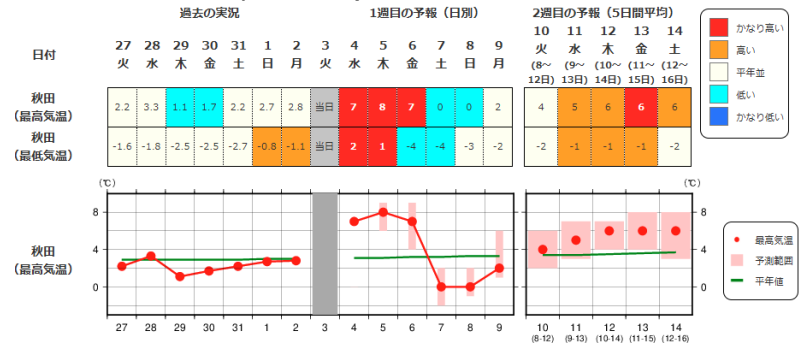 過去の実況 1週目の予報（日別） 2週目の予報（5日間平均）
日付 27 28 29 30 31 1 2 3 4 5 6 7 8 9 10 11 12 13 14
火 水 木 金 土 日 月 火 水 木 金 土 日 月 火 水 木 金 土
(8～ (9～ (10～ (11～ (12～
12日) 13日) 14日) 15日) 16日)
秋田
（最高気温）
2.2 3.3 1.1 1.7 2.2 2.7 2.8 当日 7 8 7 0 0 2 4 5 6 6 6
秋田
（最低気温）
-1.6 -1.8 -2.5 -2.5 -2.7 -0.8 -1.1 当日 2 1 -4 -4 -3 -2 -2 -1 -1 -1 -2
かなり高い
高い
平年並
低い
かなり低い
(℃) (℃)
8 8
4 4
0 0
秋田
（最高気温）
27 28 29 30 31 1 2 3 4 5 6 7 8 9 10 11 12 13 14
(8-12) (9-13) (10-14) (11-15) (12-16)
最高気温
予測範囲
平年値